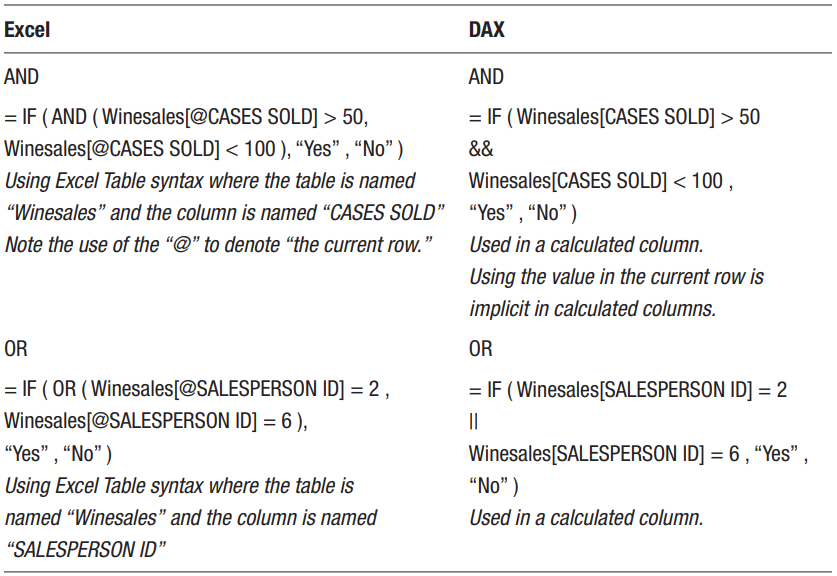 Excel DAX
AND
= IF ( AND ( Winesales[@CASES SOLD] > 50,
Winesales[@CASES SOLD] < 100 ), “Yes” , “No” )
Using Excel Table syntax where the table is named
“Winesales” and the column is named “CASES SOLD”
Note the use of the “@” to denote “the current row.”
AND
= IF ( Winesales[CASES SOLD] > 50
&&
Winesales[CASES SOLD] < 100 ,
“Yes” , “No” )
Used in a calculated column.
Using the value in the current row is
implicit in calculated columns.
OR
= IF ( OR ( Winesales[@SALESPERSON ID] = 2 ,
Winesales[@SALESPERSON ID] = 6 ),
“Yes” , “No” )
Using Excel Table syntax where the table is
named “Winesales” and the column is named
“SALESPERSON ID”
OR
= IF ( Winesales[SALESPERSON ID] = 2
||
Winesales[SALESPERSON ID] = 6 , “Yes” ,
“No” )
Used in a calculated column.